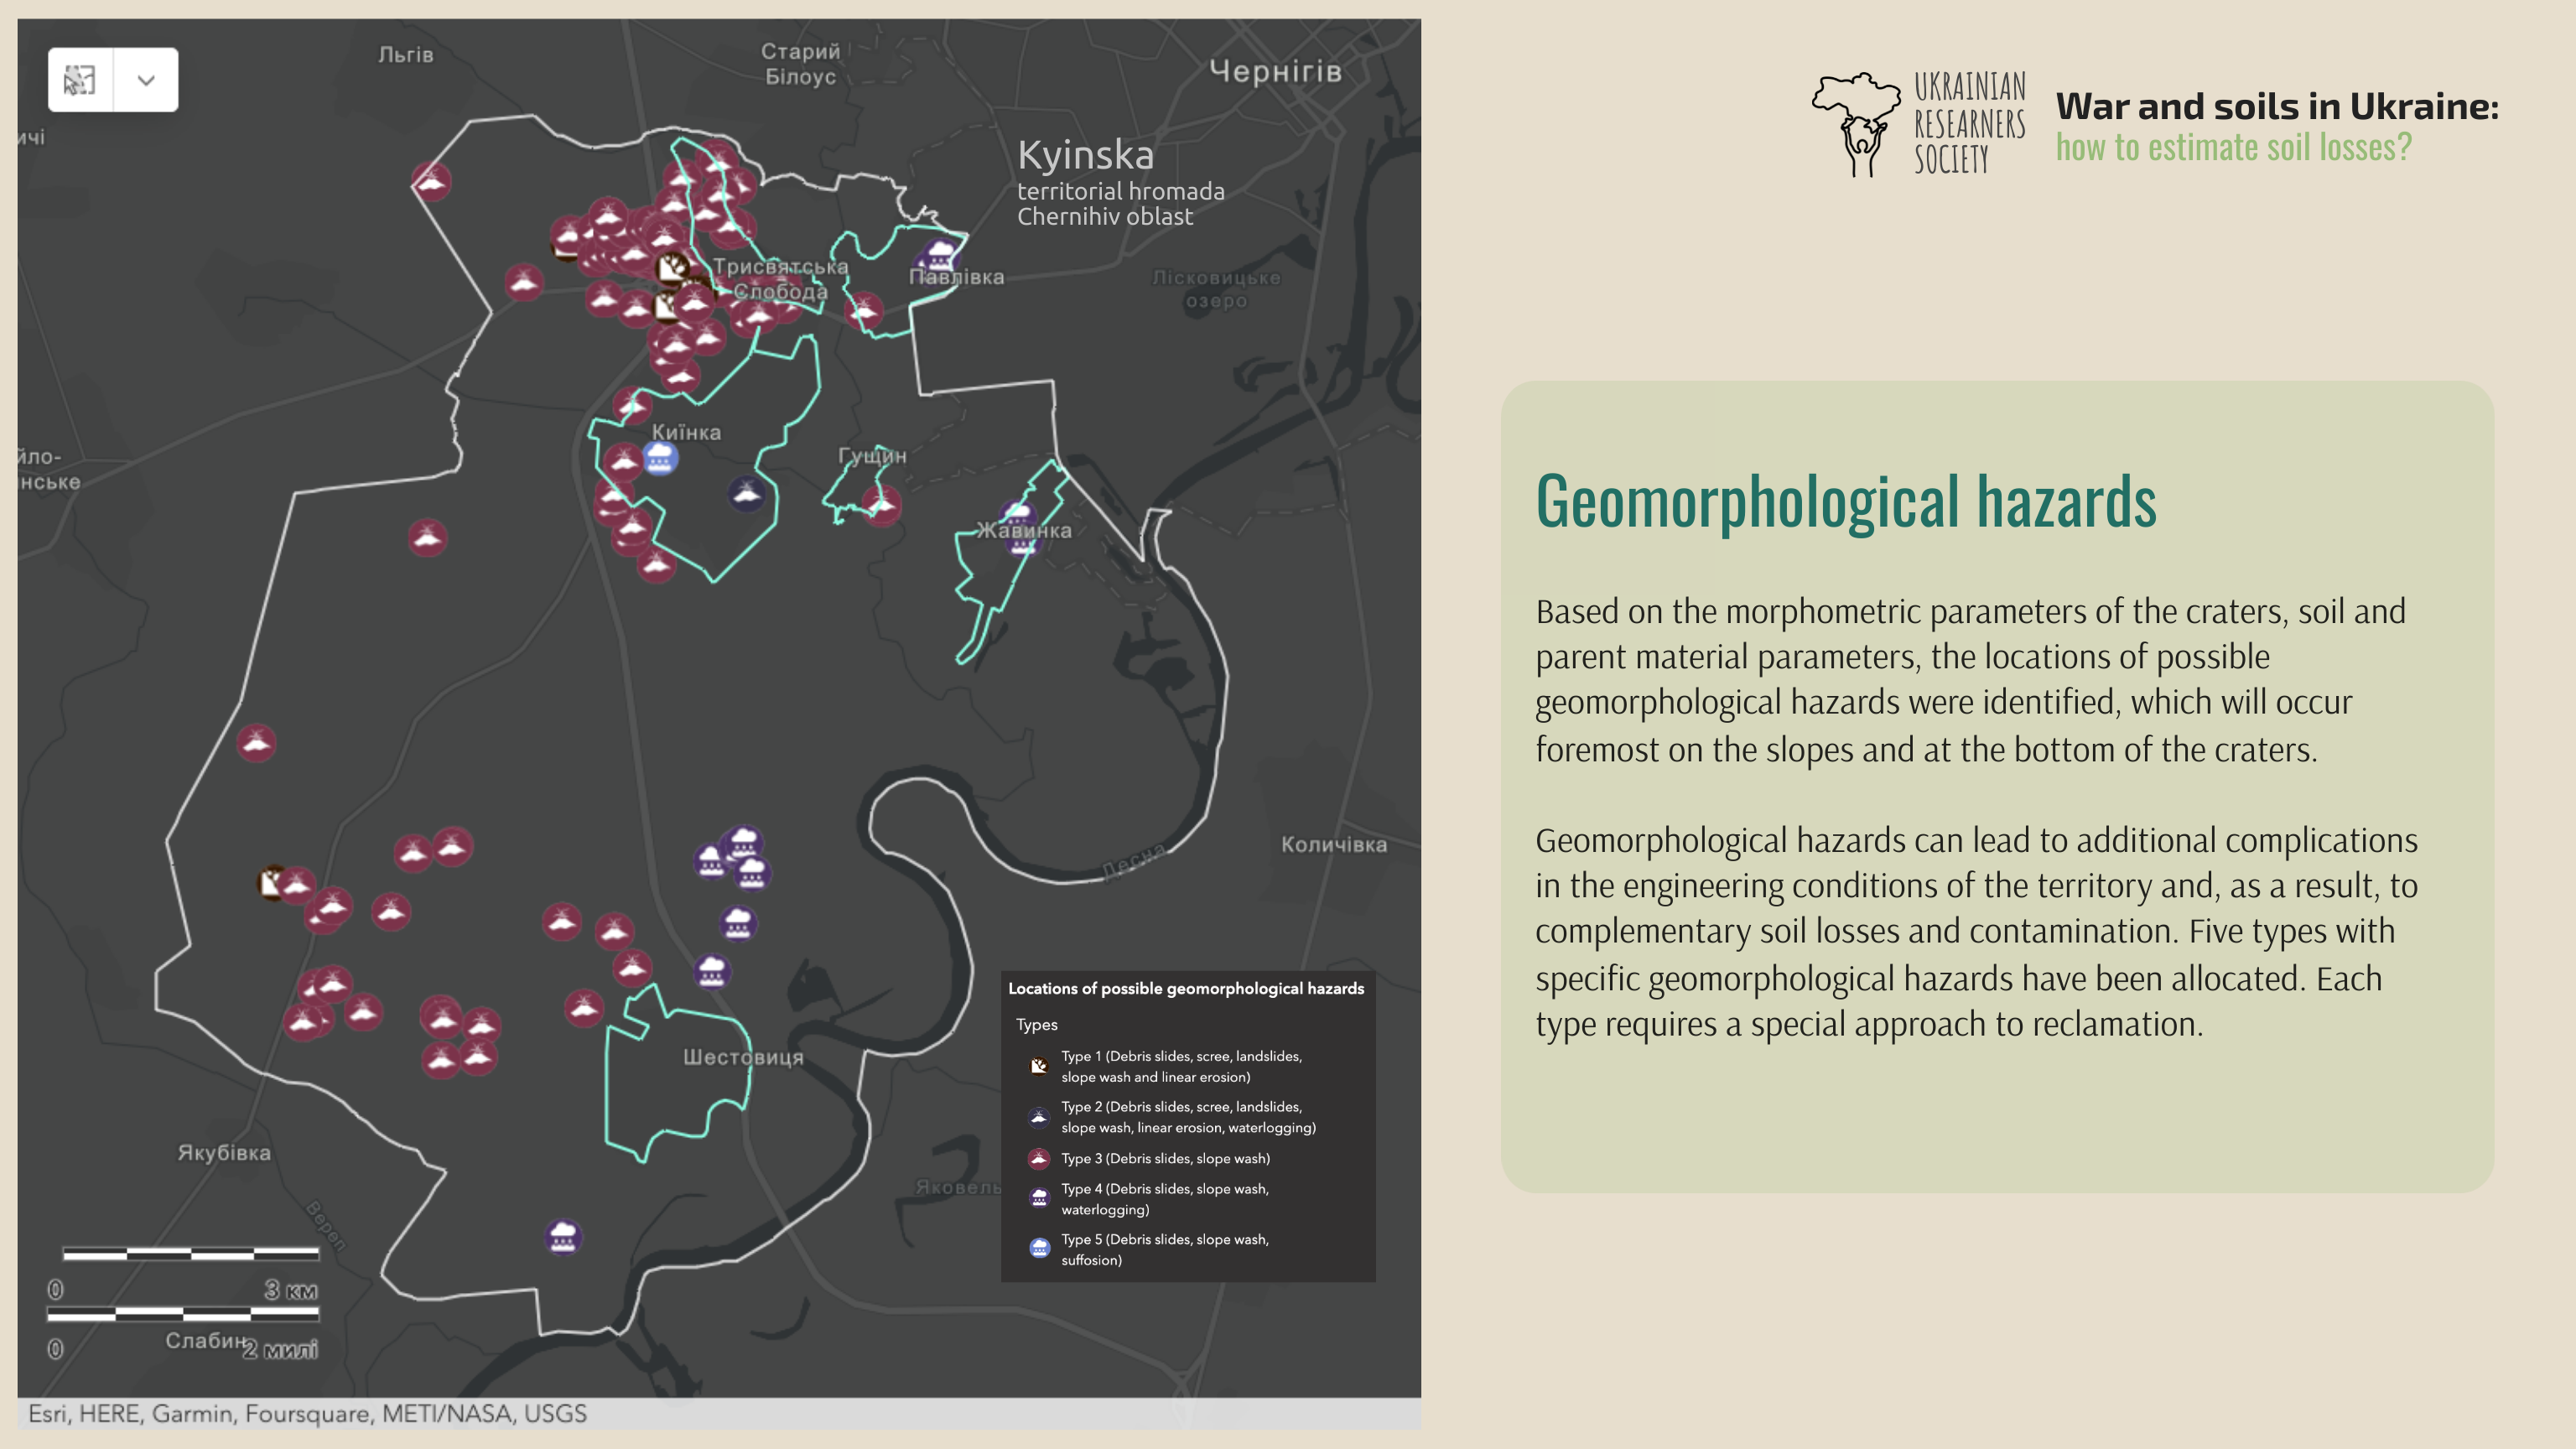 Львів
Старий
Білоус
Чернігів
ичі
Kyinska
territorial hromada
Chernihiv oblast
Трисвятська
Слобода
Павлівка
Лісковицьке
озеро
Киїнка
Гущин
йло-
нське
Жавинка
Десна
Количівка
Шестовиця
Якубівка
Яковель
Верeп
0 3 км
Слабин
0 2 милі
Locations of possible geomorphological hazards
Types
Type 1 (Debris slides, scree, landslides,
slope wash and linear erosion)
Type 2 (Debris slides, scree, landslides,
slope wash, linear erosion, waterlogging)
Type 3 (Debris slides, slope wash)
Type 4 (Debris slides, slope wash,
waterlogging)
Type 5 (Debris slides, slope wash,
suffosion)
Esri, HERE, Garmin, Foursquare, METI/NASA, USGS
UKRAINIAN
RESEARNERS
SOCIETY
War and soils in Ukraine:
how to estimate soil losses?
Geomorphological hazards
Based on the morphometric parameters of the craters, soil and
parent material parameters, the locations of possible
geomorphological hazards were identified, which will occur
foremost on the slopes and at the bottom of the craters.
Geomorphological hazards can lead to additional complications
in the engineering conditions of the territory and, as a result, to
complementary soil losses and contamination. Five types with
specific geomorphological hazards have been allocated. Each
type requires a special approach to reclamation.